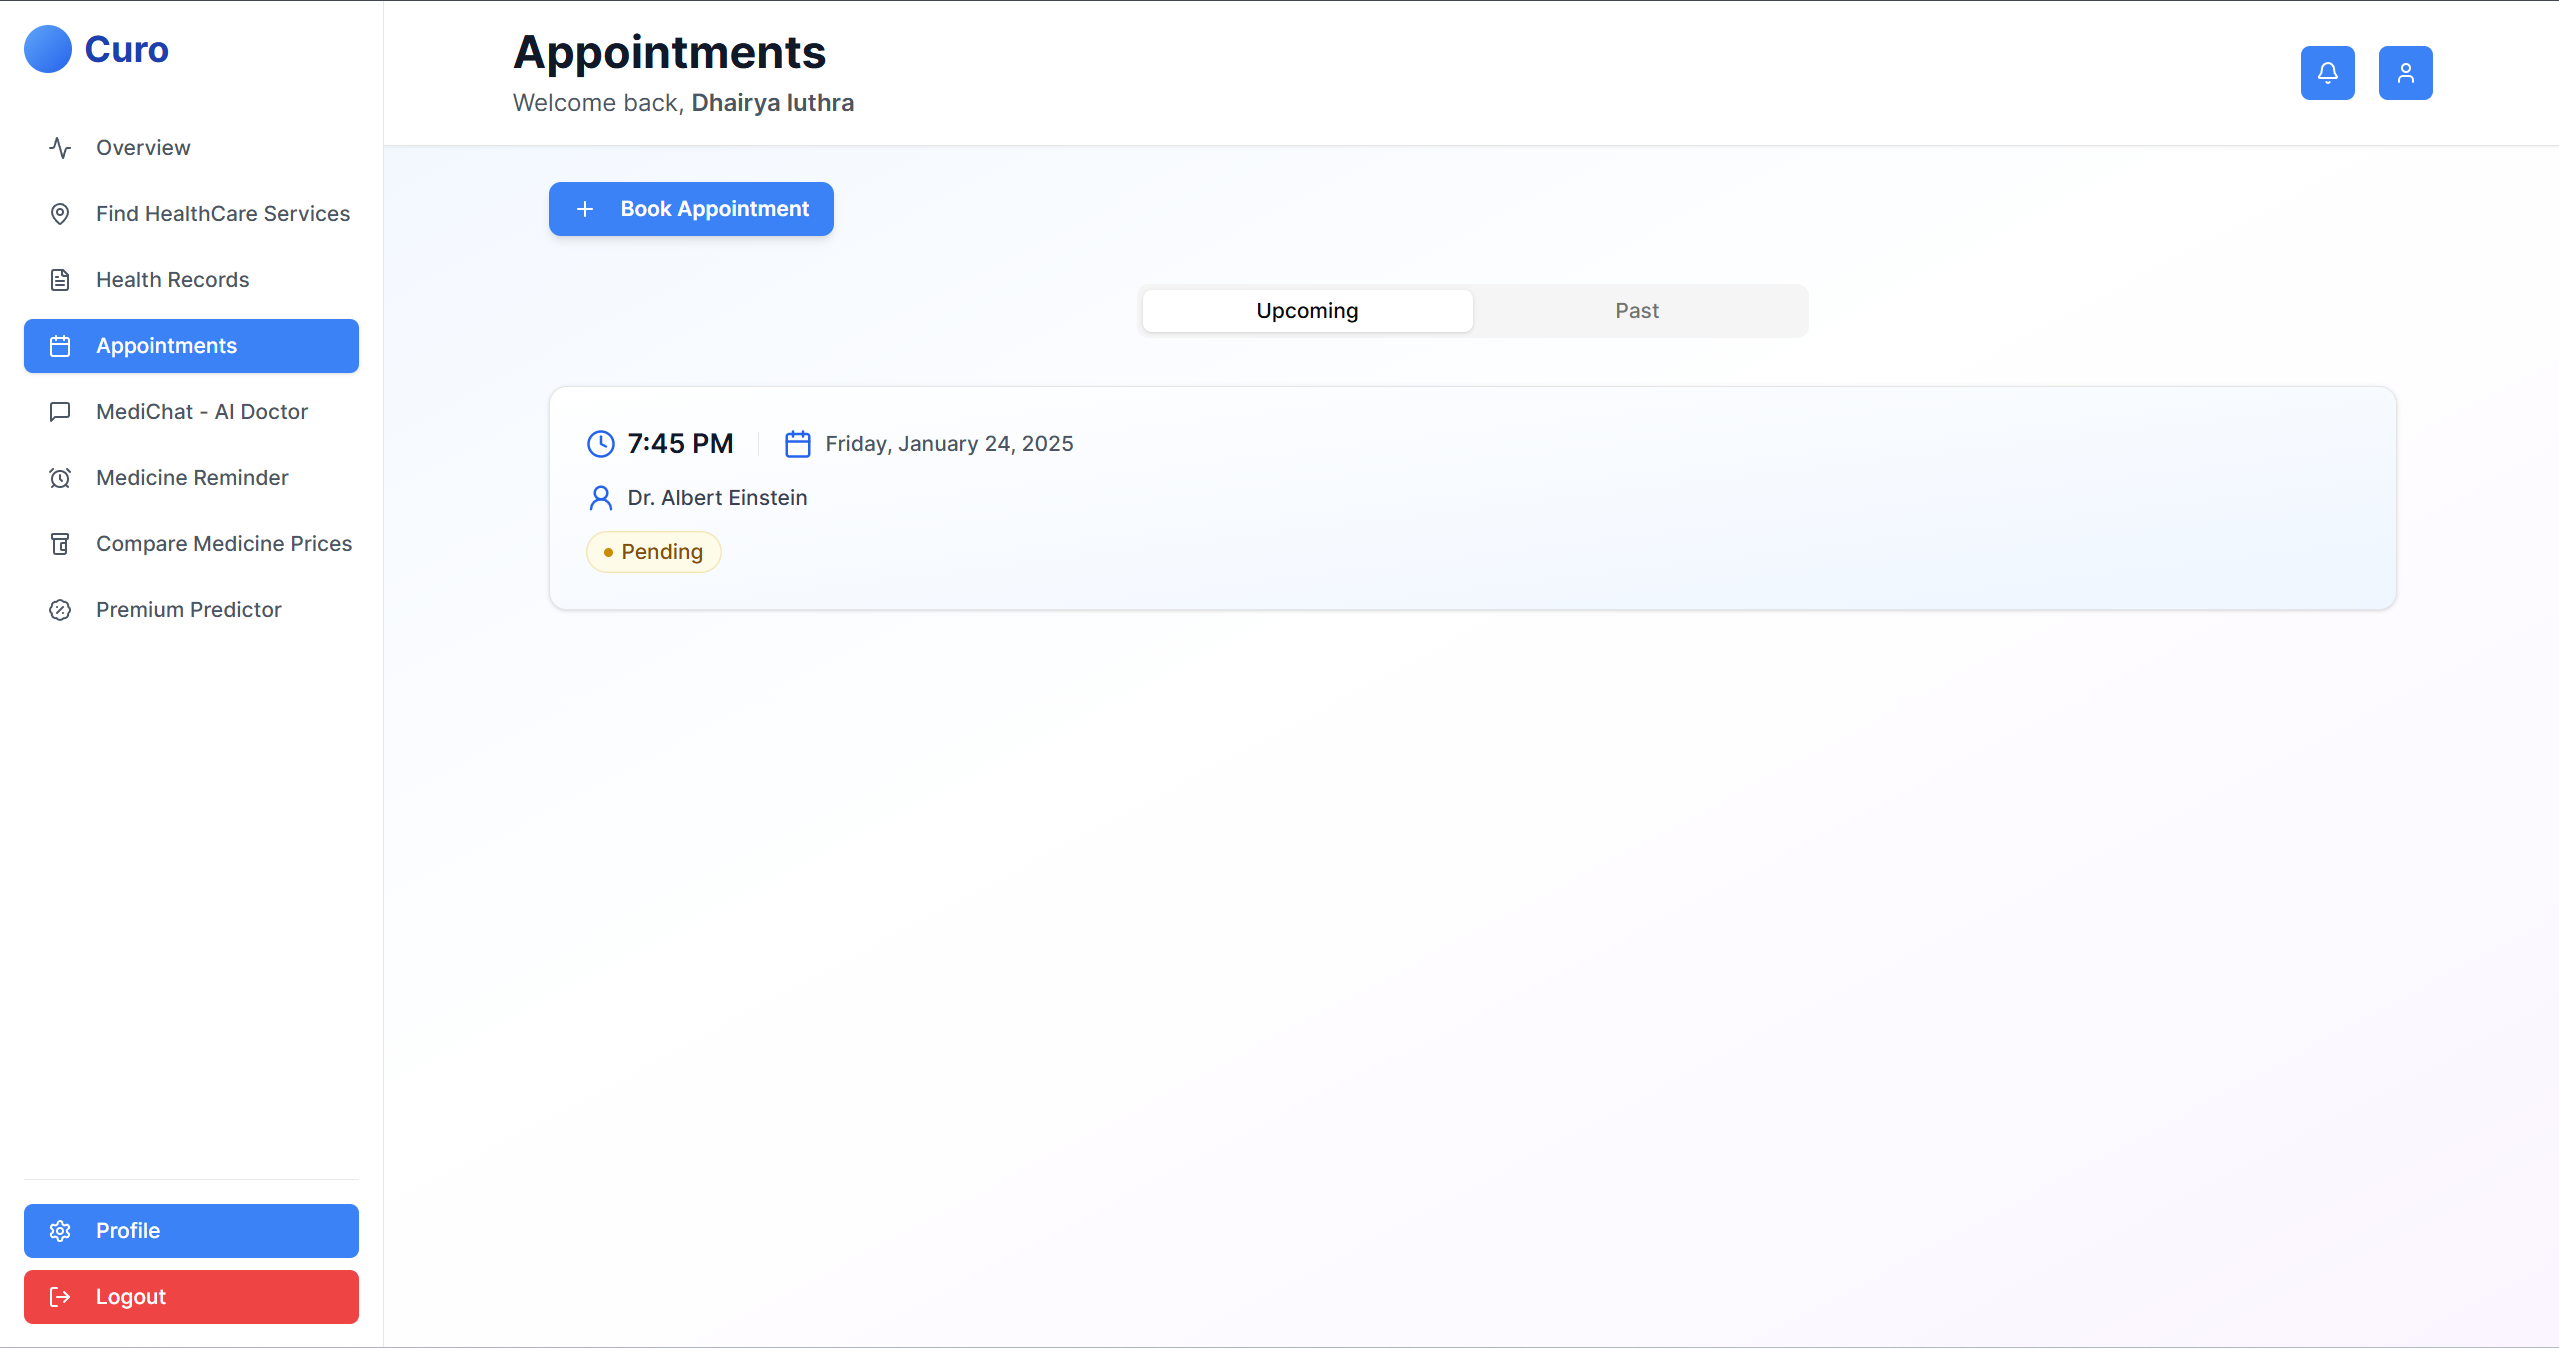 Curo
Overview
Find HealthCare Services
Health Records
Appointments
MediChat - AI Doctor
Medicine Reminder
Compare Medicine Prices
Premium Predictor
Profile
Logout
Appointments
Welcome back, Dhairya luthra
Book Appointment
Upcoming Past
7:45 PM Friday, January 24, 2025
Dr. Albert Einstein
Pending